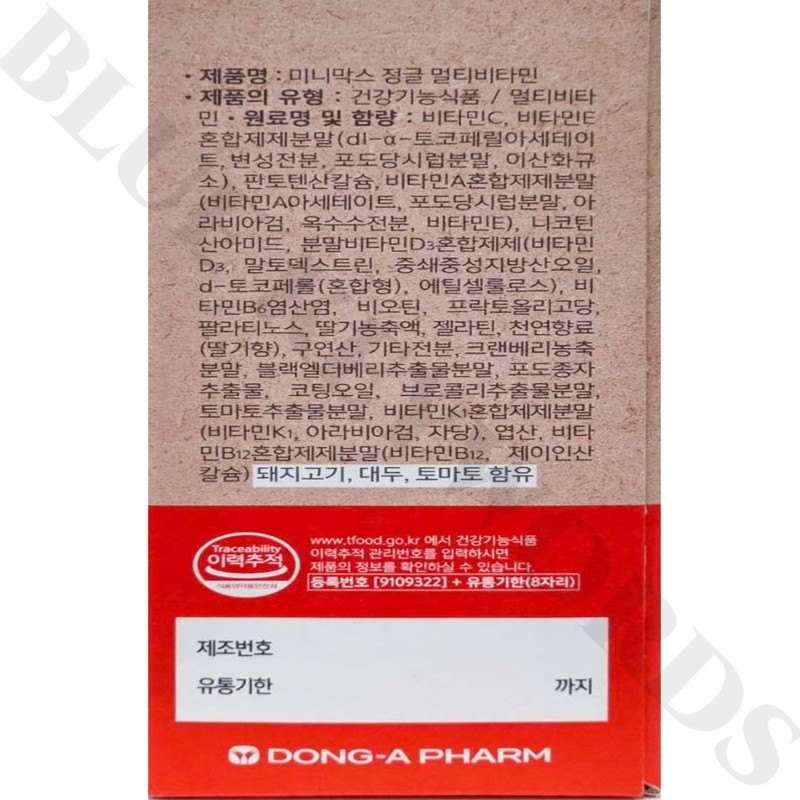 • 제품명 : 미니막스 정글 멀티비타민
• 제품의 유형 : 건강기능식품 / 멀티비타
민 • 원료명 및 함량 : 비타민C, 비타민E
혼합제제분말(dl-α-토코페릴아세테이
트, 변성전분, 포도당시럽분말, 이산화규
소), 판토텐산칼슘, 비타민A혼합제제분말
(비타민A아세테이트, 포도당시럽분말, 아
라비아검, 옥수수전분, 비타민E), 니코틴
산아미드, 분말비타민D₃혼합제제(비타민
D₃, 말토덱스트린, 중쇄중성지방산오일,
d-토코페롤(혼합형), 에틸셀룰로스), 비
타민B₆염산염, 비오틴, 프락토올리고당,
팔라티노스, 딸기농축액, 젤라틴, 천연향료
(딸기향), 구연산, 기타전분, 크랜베리농축
분말, 블랙엘더베리추출물분말, 포도종자
추출물, 코팅오일, 브로콜리추출물분말,
토마토추출물분말, 비타민K₁혼합제제분말
(비타민K₁, 아라비아검, 자당), 엽산, 비타
민B₁₂혼합제제분말(비타민B₁₂, 제이인산
칼슘) 돼지고기, 대두, 토마토 함유
Traceability
이력추적
식품의약품안전처
www.tfood.go.kr 에서 건강기능식품
이력추적 관리번호를 입력하시면
제품의 정보를 확인하실 수 있습니다.
등록번호 [9109322] + 유통기한(8자리)
제조번호
유통기한 까지
DONG-A PHARM